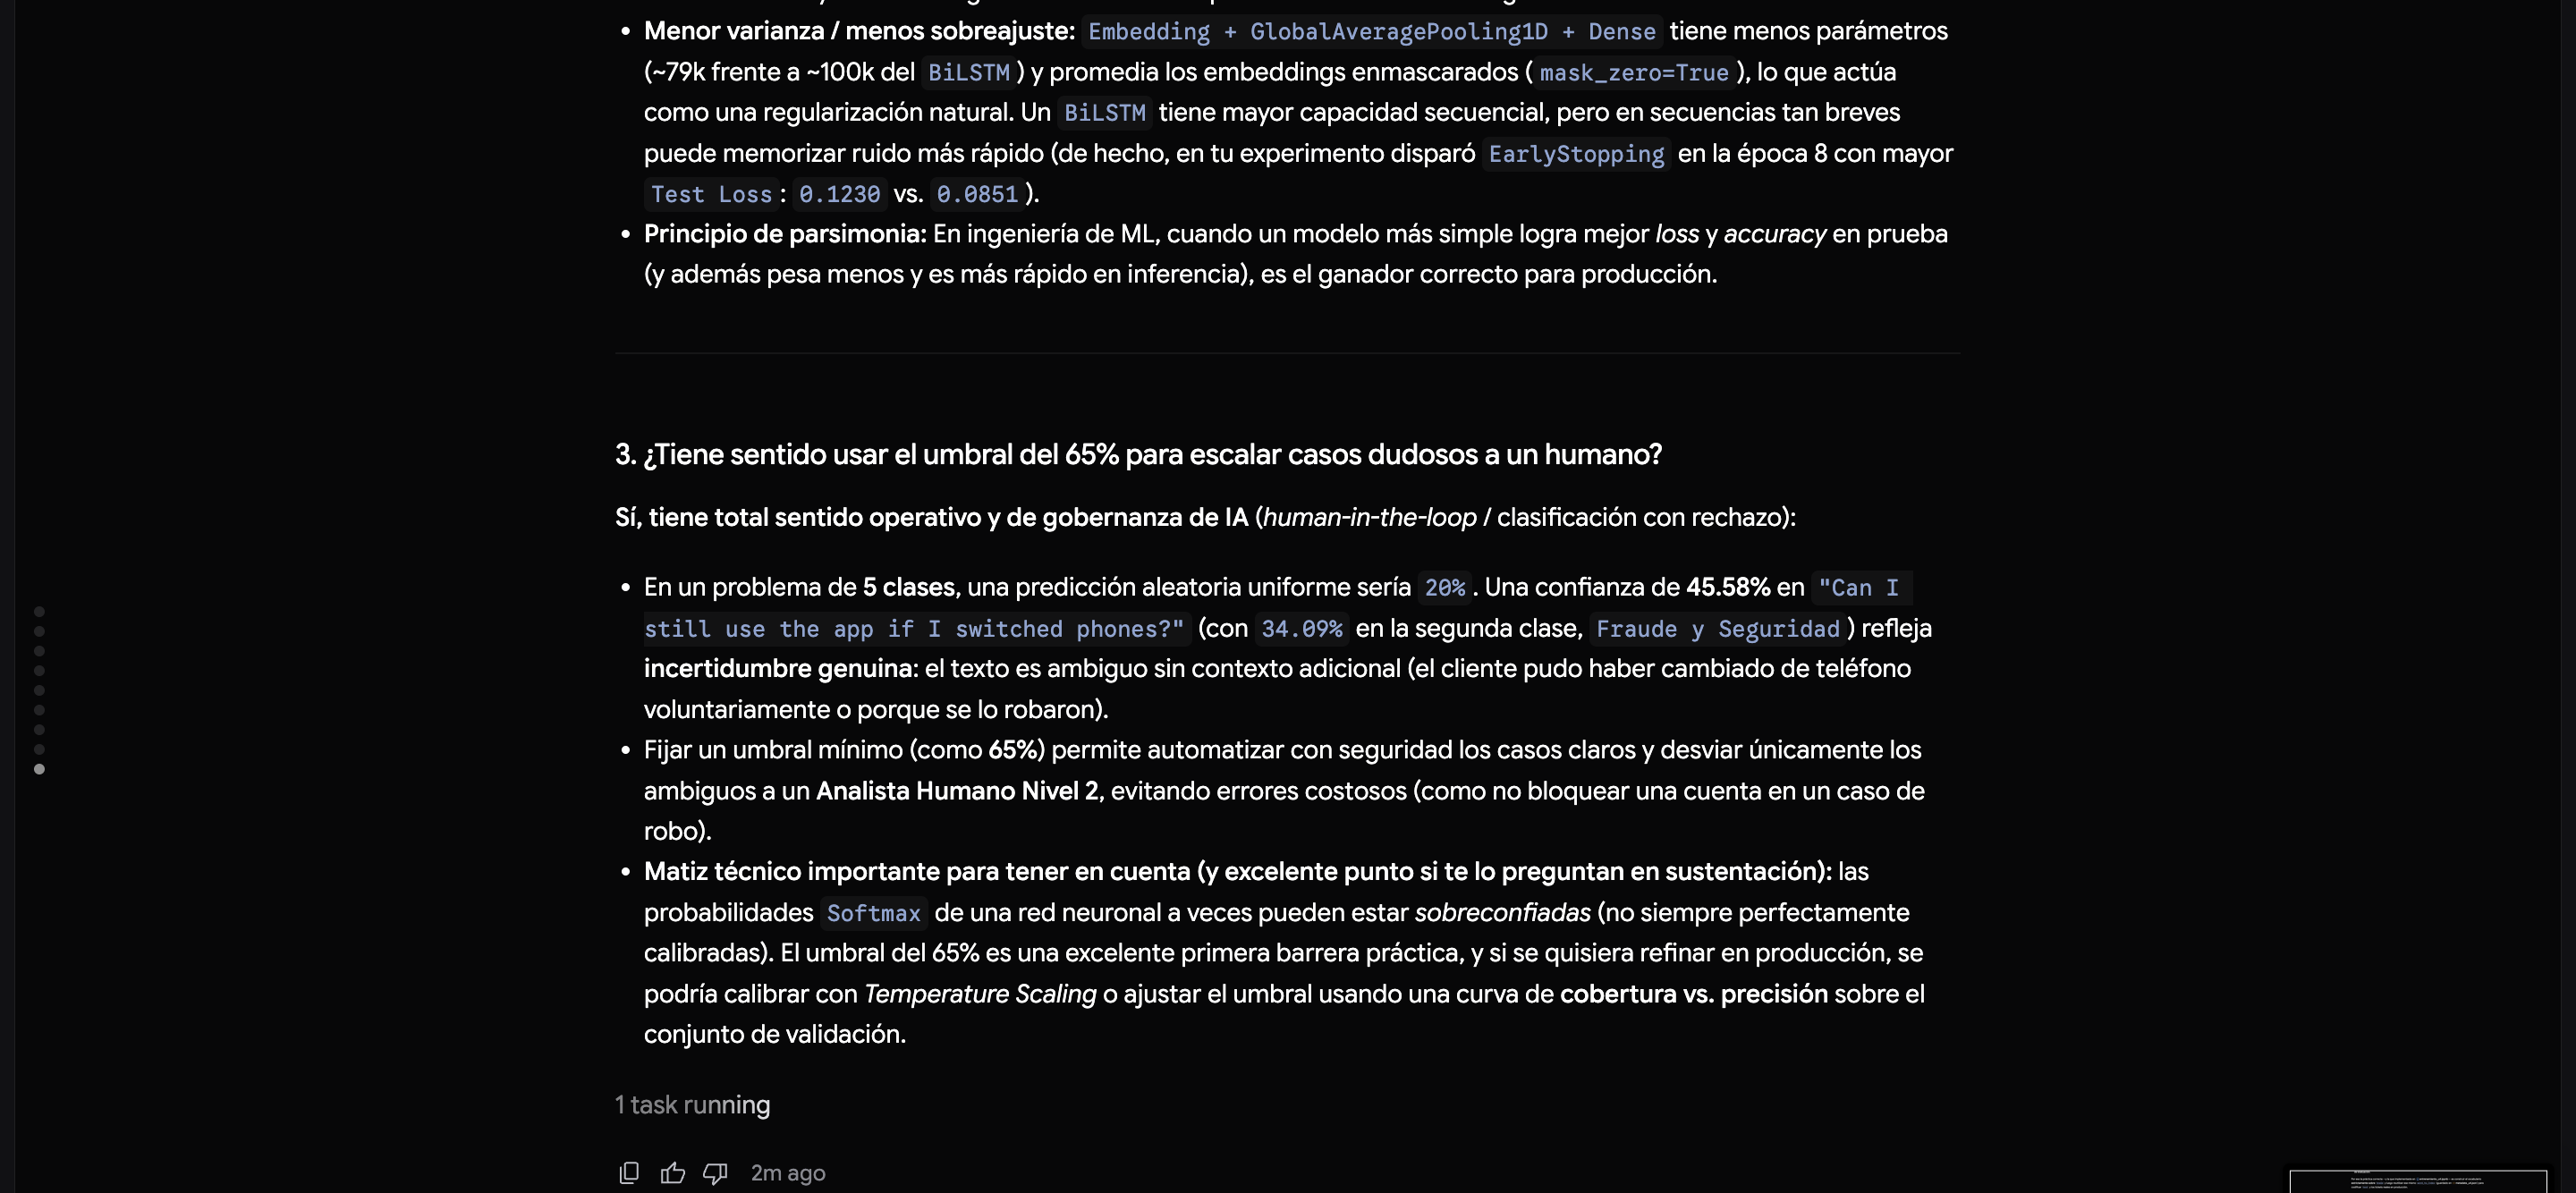 • Menor varianza / menos sobreajuste: Embedding + GlobalAveragePooling1D + Dense tiene menos parámetros
(~79k frente a ~100k del BiLSTM) y promedia los embeddings enmascarados (mask_zero=True), lo que actúa
como una regularización natural. Un BiLSTM tiene mayor capacidad secuencial, pero en secuencias tan breves
puede memorizar ruido más rápido (de hecho, en tu experimento disparó EarlyStopping en la época 8 con mayor
Test Loss: 0.1230 vs. 0.0851).
• Principio de parsimonia: En ingeniería de ML, cuando un modelo más simple logra mejor loss y accuracy en prueba
(y además pesa menos y es más rápido en inferencia), es el ganador correcto para producción.
3. ¿Tiene sentido usar el umbral del 65% para escalar casos dudosos a un humano?
Sí, tiene total sentido operativo y de gobernanza de IA (human-in-the-loop / clasificación con rechazo):
• En un problema de 5 clases, una predicción aleatoria uniforme sería 20%. Una confianza de 45.58% en "Can I
still use the app if I switched phones?" (con 34.09% en la segunda clase, Fraude y Seguridad) refleja
incertidumbre genuina: el texto es ambiguo sin contexto adicional (el cliente pudo haber cambiado de teléfono
voluntariamente o porque se lo robaron).
• Fijar un umbral mínimo (como 65%) permite automatizar con seguridad los casos claros y desviar únicamente los
ambiguos a un Analista Humano Nivel 2, evitando errores costosos (como no bloquear una cuenta en un caso de
robo).
• Matiz técnico importante para tener en cuenta (y excelente punto si te lo preguntan en sustentación): las
probabilidades Softmax de una red neuronal a veces pueden estar sobreconfiadas (no siempre perfectamente
calibradas). El umbral del 65% es una excelente primera barrera práctica, y si se quisiera refinar en producción, se
podría calibrar con Temperature Scaling o ajustar el umbral usando una curva de cobertura vs. precisión sobre el
conjunto de validación.
1 task running
2m ago